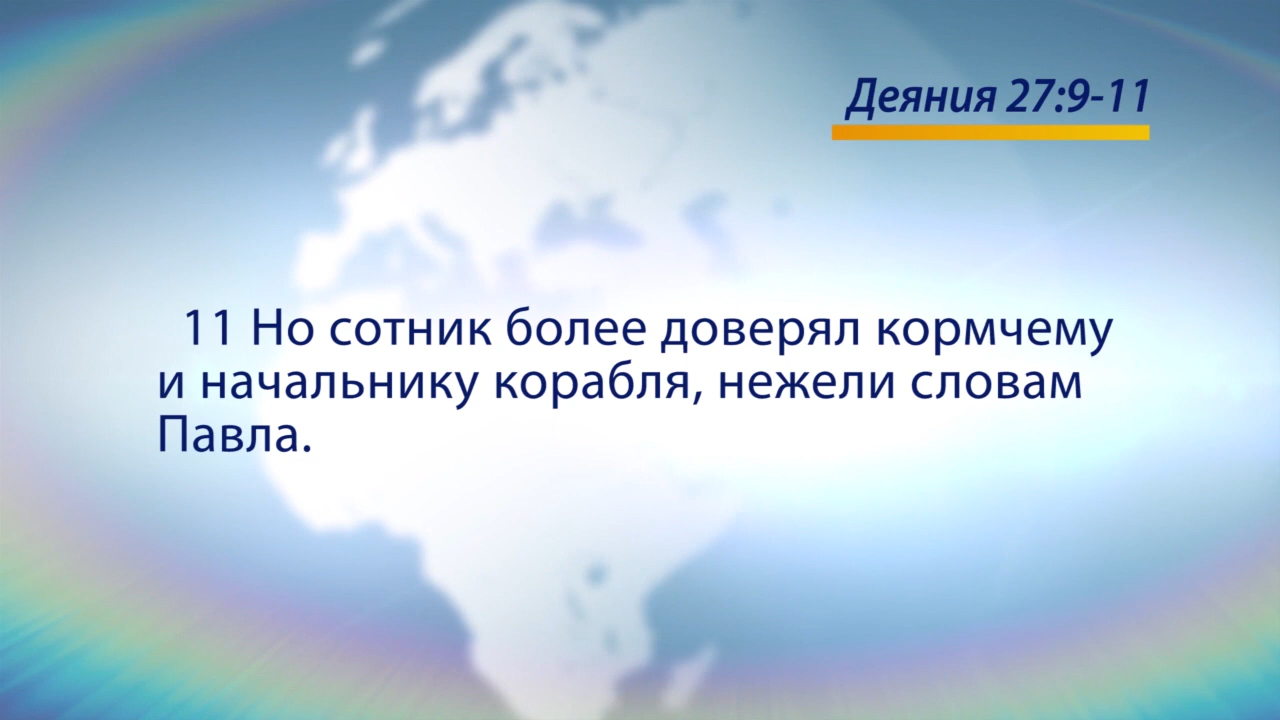 Деяния 27:9-11
11 Но сотник более доверял кормчему
и начальнику корабля, нежели словам
Павла.